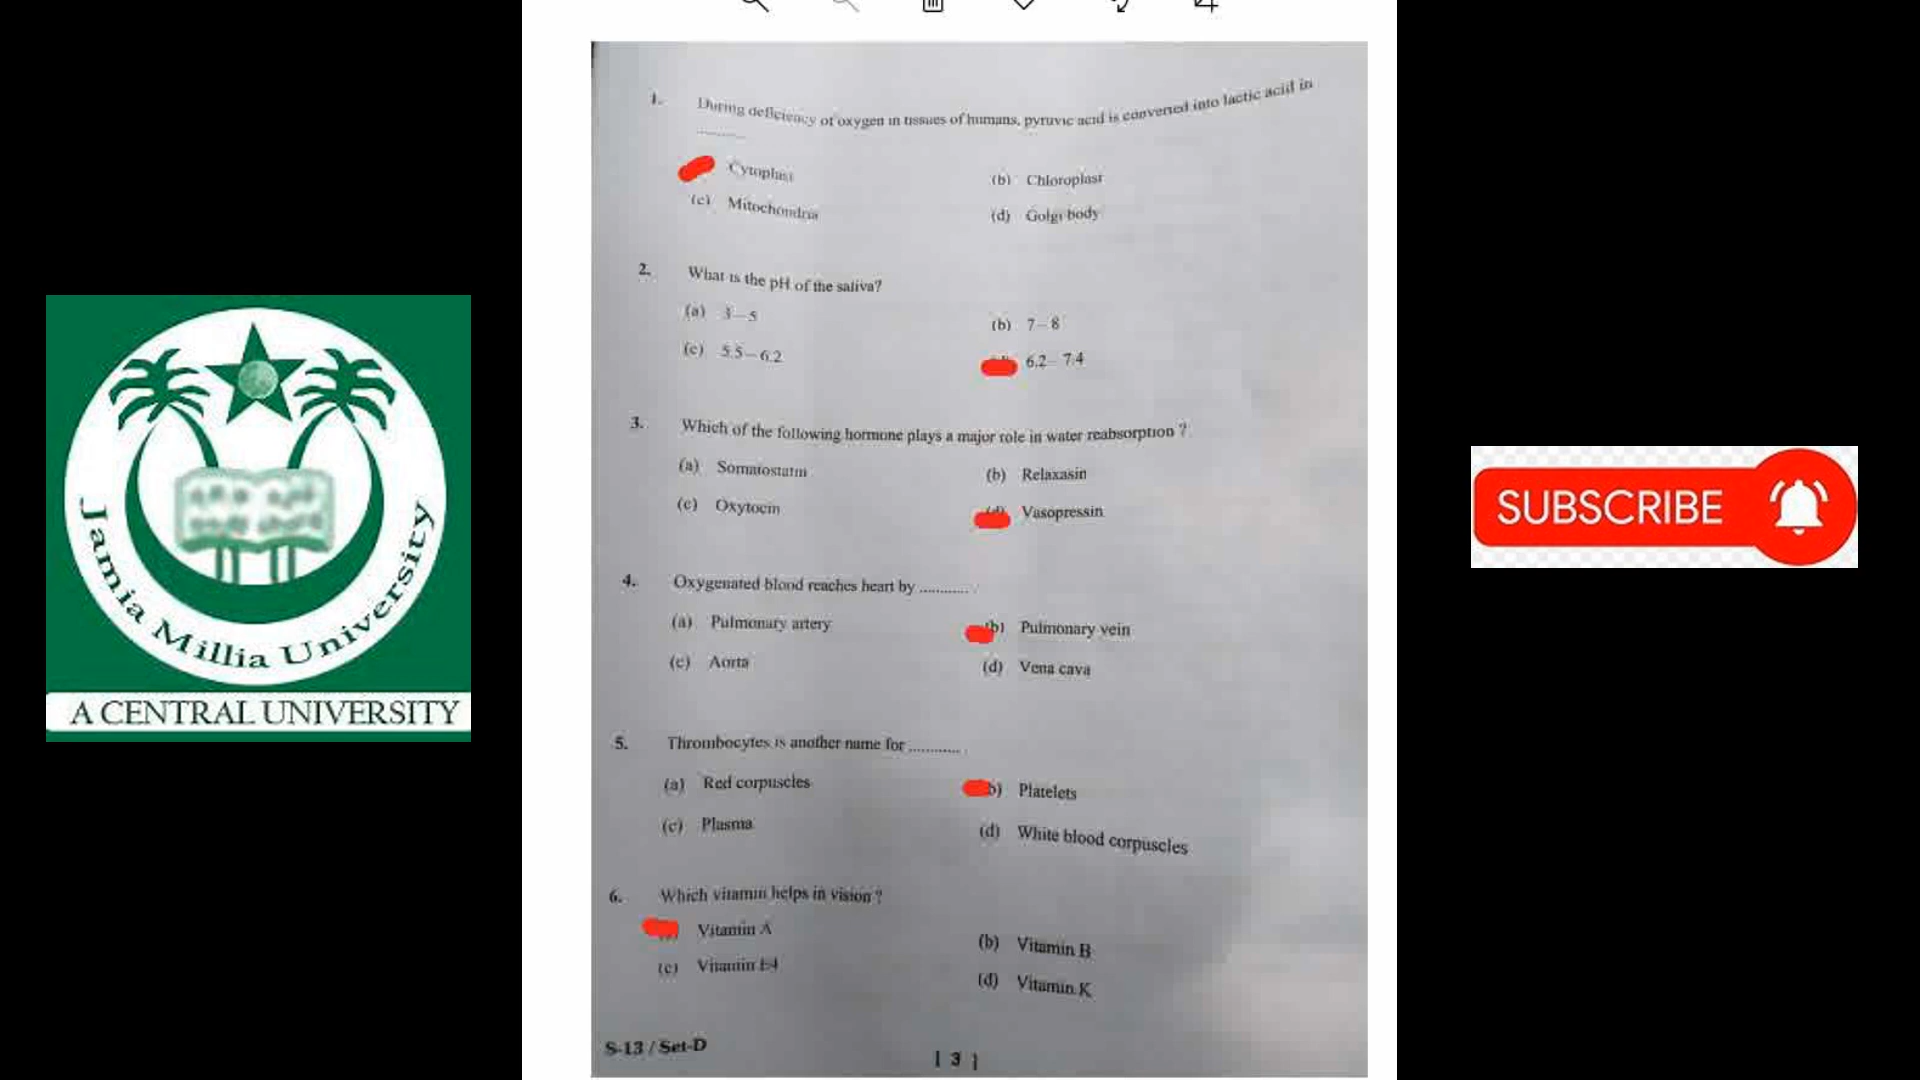 1. During deficiency of oxygen in tissues of humans, pyruvic acid is converted into lactic acid in
............
Cytoplast (b) Chloroplast
(c) Mitochondria (d) Golgi body
2. What is the pH of the saliva?
(a) 3–5 (b) 7–8
(c) 5.5–6.2 6.2–7.4
3. Which of the following hormone plays a major role in water reabsorption ?
(a) Somatostatin (b) Relaxasin
(c) Oxytocin (d) Vasopressin
4. Oxygenated blood reaches heart by ............ .
(a) Pulmonary artery (b) Pulmonary vein
(c) Aorta (d) Vena cava
5. Thrombocytes is another name for ............ .
(a) Red corpuscles (b) Platelets
(c) Plasma (d) White blood corpuscles
6. Which vitamin helps in vision ?
Vitamin A (b) Vitamin B
(c) Vitamin (d) Vitamin K
S-13 / Set-D
[ 3 ]
Jamia Millia University
A CENTRAL UNIVERSITY
SUBSCRIBE